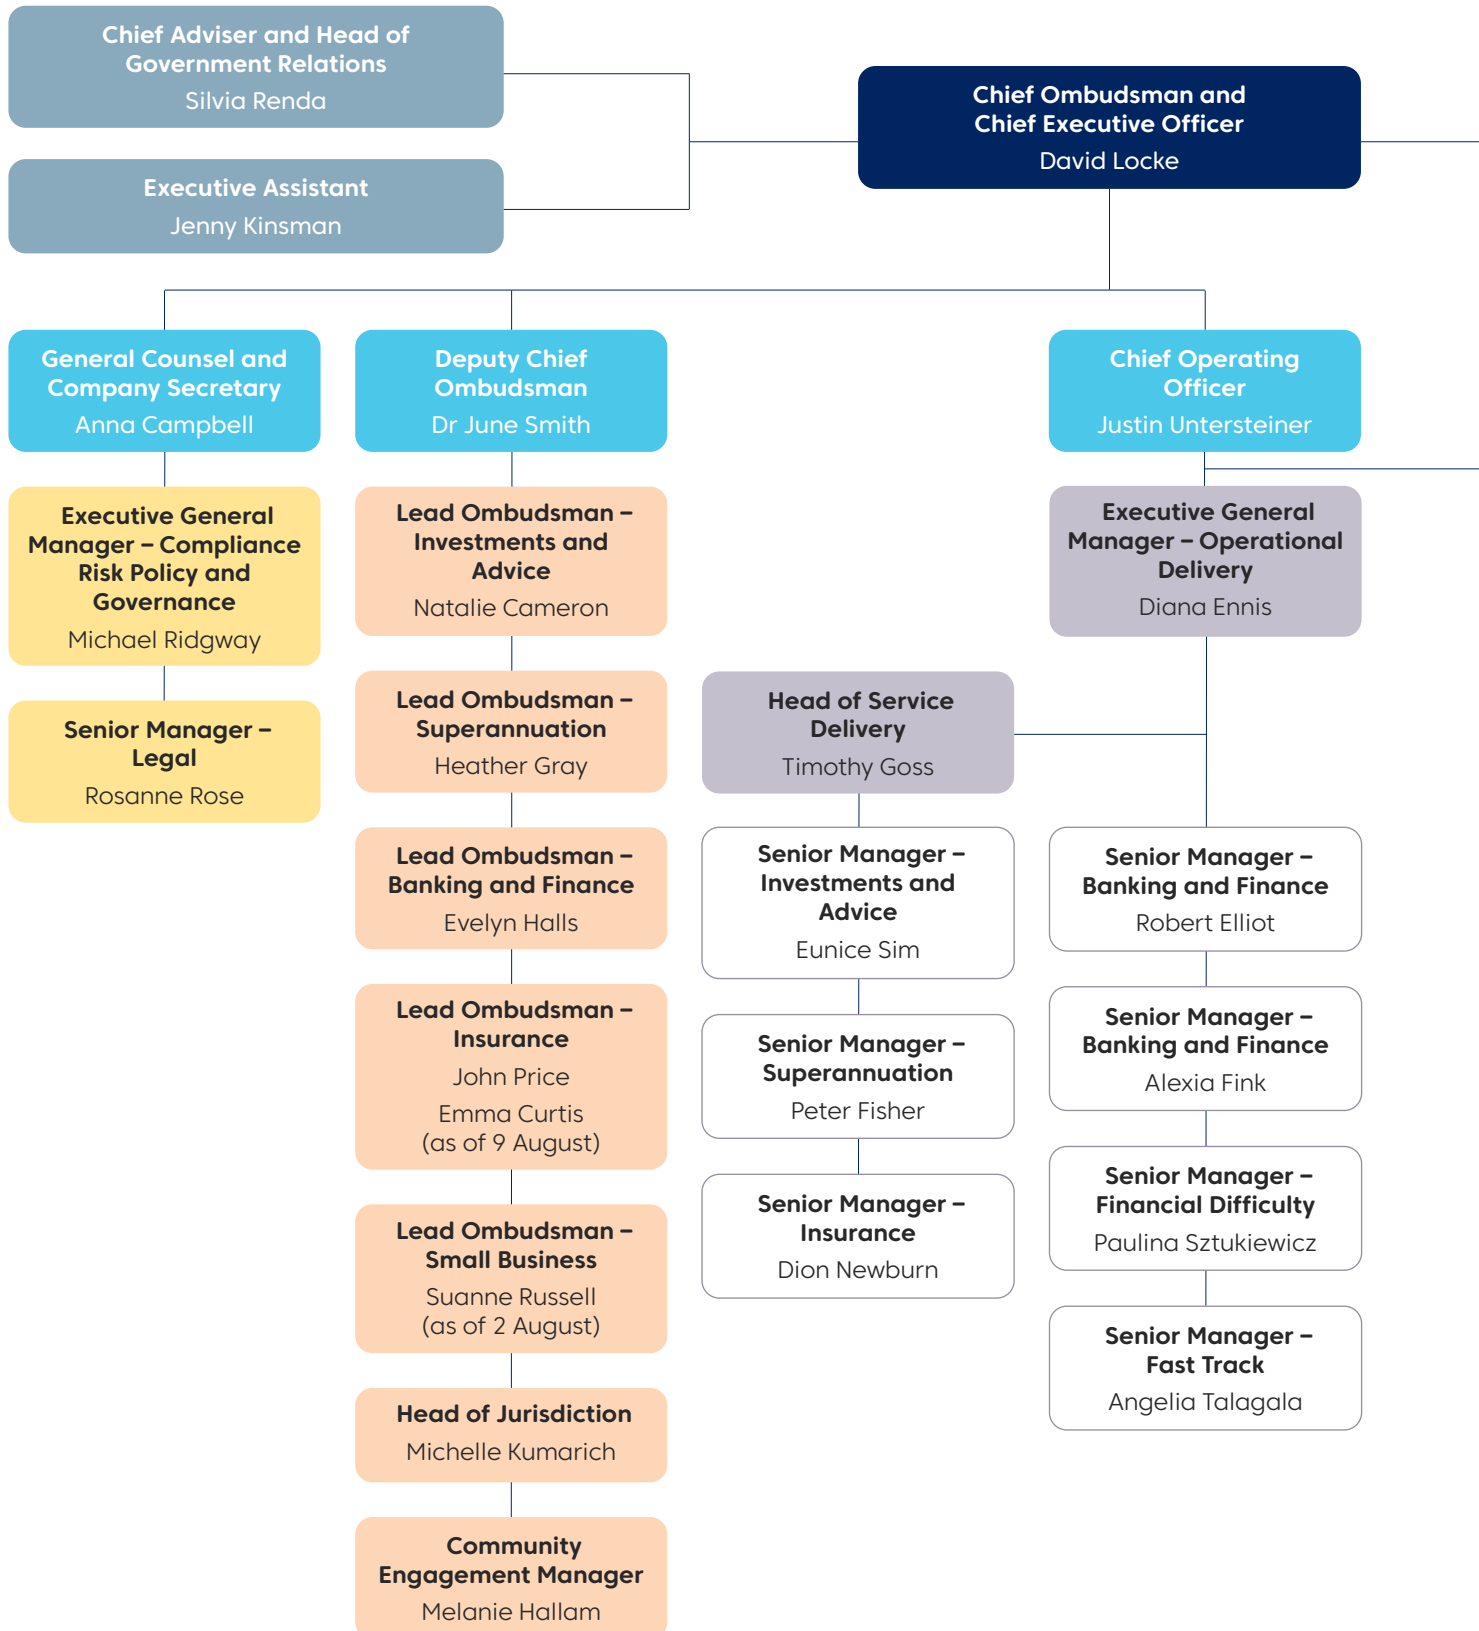 Chief Adviser and Head of
Government Relations
Silvia Renda
Executive Assistant
Jenny Kinsman
Chief Ombudsman and
Chief Executive Officer
David Locke
General Counsel and
Company Secretary
Anna Campbell
Executive General
Manager – Compliance
Risk Policy and
Governance
Michael Ridgway
Senior Manager –
Legal
Rosanne Rose
Deputy Chief
Ombudsman
Dr June Smith
Lead Ombudsman –
Investments and
Advice
Natalie Cameron
Lead Ombudsman –
Superannuation
Heather Gray
Lead Ombudsman –
Banking and Finance
Evelyn Halls
Lead Ombudsman –
Insurance
John Price
Emma Curtis
(as of 9 August)
Lead Ombudsman –
Small Business
Suanne Russell
(as of 2 August)
Head of Jurisdiction
Michelle Kumarich
Community
Engagement Manager
Melanie Hallam
Chief Operating
Officer
Justin Untersteiner
Executive General
Manager – Operational
Delivery
Diana Ennis
Head of Service
Delivery
Timothy Goss
Senior Manager –
Investments and
Advice
Eunice Sim
Senior Manager –
Superannuation
Peter Fisher
Senior Manager –
Insurance
Dion Newburn
Senior Manager –
Banking and Finance
Robert Elliot
Senior Manager –
Banking and Finance
Alexia Fink
Senior Manager –
Financial Difficulty
Paulina Sztukiewicz
Senior Manager –
Fast Track
Angelia Talagala